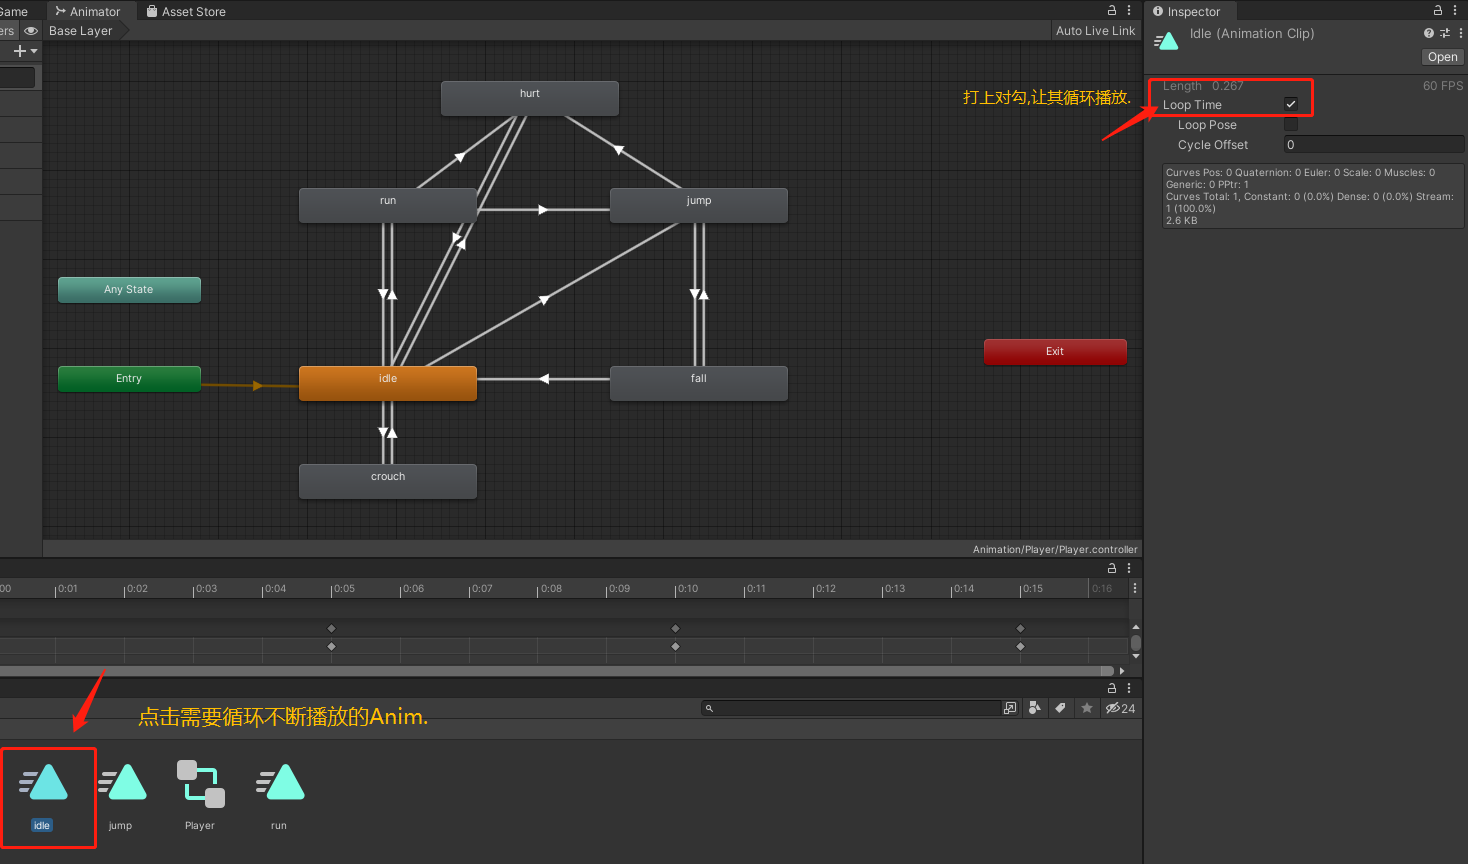 Game
Animator
Asset Store
ers
Base Layer
Auto Live Link
hurt
run
jump
Any State
Entry
idle
fall
Exit
crouch
Animation/Player/Player.controller
Inspector
Idle (Animation Clip)
Open
打上对勾,让其循环播放.
Length 0.267
60 FPS
Loop Time
Loop Pose
Cycle Offset
0
Curves Pos: 0 Quaternion: 0 Euler: 0 Scale: 0 Muscles: 0
Generic: 0 PPtr: 1
Curves Total: 1, Constant: 0 (0.0%) Dense: 0 (0.0%) Stream:
1 (100.0%)
2.6 KB
00
0:01
0:02
0:03
0:04
0:05
0:06
0:07
0:08
0:09
0:10
0:11
0:12
0:13
0:14
0:15
0:16
点击需要循环不断播放的Anim.
24
idle
jump
Player
run